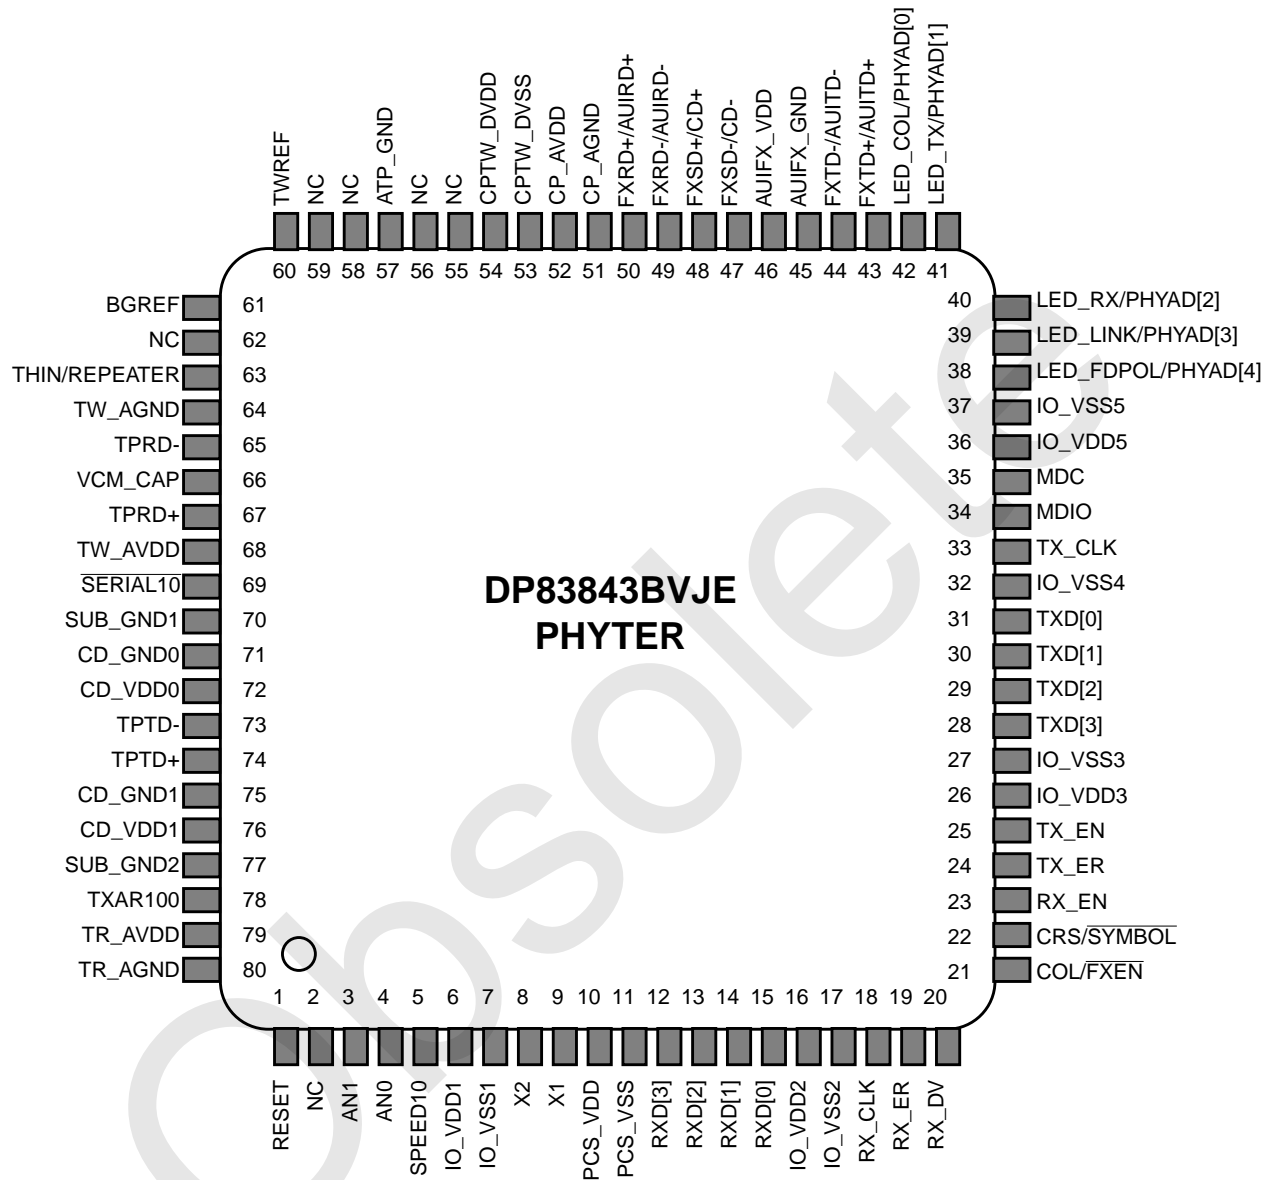 TWREF
NC
NC
ATP_GND
NC
NC
CPTW_DVDD
CPTW_DVSS
CP_AVDD
CP_AGND
FXRD+/AUIRD+
FXRD-/AUIRD-
FXSD+/CD+
FXSD-/CD-
AUIFX_VDD
AUIFX_GND
FXTD-/AUITD-
FXTD+/AUITD+
LED_COL/PHYAD[0]
LED_TX/PHYAD[1]
60 59 58 57 56 55 54 53 52 51 50 49 48 47 46 45 44 43 42 41
BGREF 61
NC 62
THIN/REPEATER 63
TW_AGND 64
TPRD- 65
VCM_CAP 66
TPRD+ 67
TW_AVDD 68
SERIAL10 69
SUB_GND1 70
CD_GND0 71
CD_VDD0 72
TPTD- 73
TPTD+ 74
CD_GND1 75
CD_VDD1 76
SUB_GND2 77
TXAR100 78
TR_AVDD 79
TR_AGND 80
DP83843BVJE
PHYTER
40 LED_RX/PHYAD[2]
39 LED_LINK/PHYAD[3]
38 LED_FDPOL/PHYAD[4]
37 IO_VSS5
36 IO_VDD5
35 MDC
34 MDIO
33 TX_CLK
32 IO_VSS4
31 TXD[0]
30 TXD[1]
29 TXD[2]
28 TXD[3]
27 IO_VSS3
26 IO_VDD3
25 TX_EN
24 TX_ER
23 RX_EN
22 CRS/SYMBOL
21 COL/FXEN
1 2 3 4 5 6 7 8 9 10 11 12 13 14 15 16 17 18 19 20
RESET
NC
AN1
AN0
SPEED10
IO_VDD1
IO_VSS1
X2
X1
PCS_VDD
PCS_VSS
RXD[3]
RXD[2]
RXD[1]
RXD[0]
IO_VDD2
IO_VSS2
RX_CLK
RX_ER
RX_DV
Obsolete